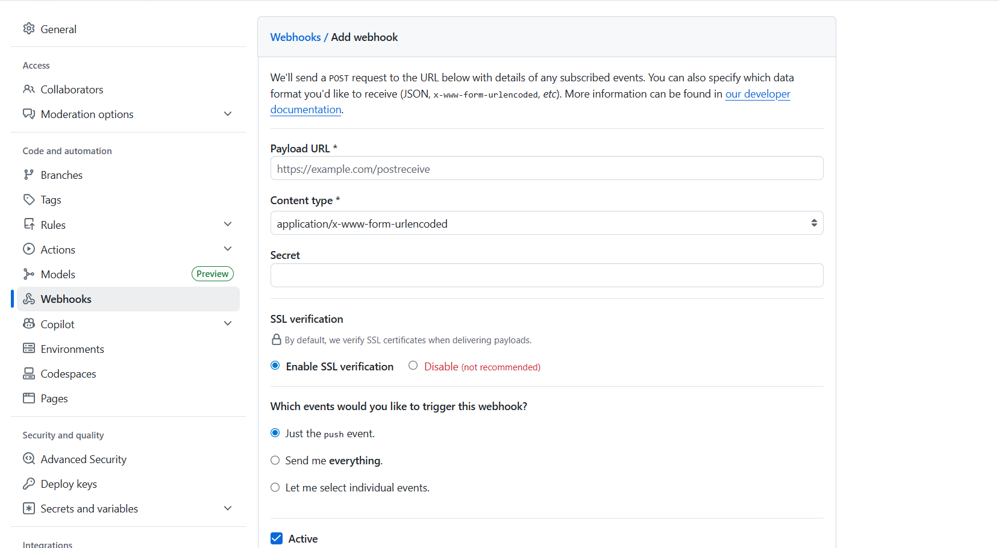 General
Access
Collaborators
Moderation options
Code and automation
Branches
Tags
Rules
Actions
Models
Preview
Webhooks
Copilot
Environments
Codespaces
Pages
Security and quality
Advanced Security
Deploy keys
Secrets and variables
Integrations
Webhooks / Add webhook
We'll send a POST request to the URL below with details of any subscribed events. You can also specify which data
format you'd like to receive (JSON, x-www-form-urlencoded, etc). More information can be found in our developer
documentation.
Payload URL *
https://example.com/postreceive
Content type *
application/x-www-form-urlencoded
Secret
SSL verification
By default, we verify SSL certificates when delivering payloads.
Enable SSL verification Disable (not recommended)
Which events would you like to trigger this webhook?
Just the push event.
Send me everything.
Let me select individual events.
Active